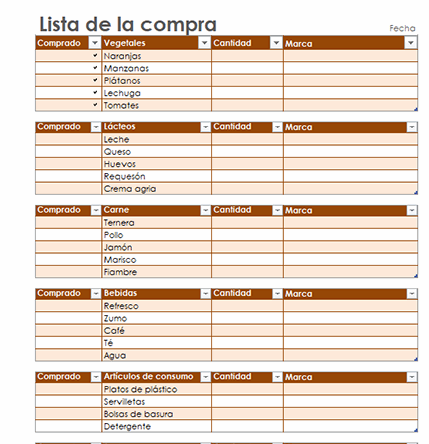 Lista de la compra
Fecha
Comprado Vegetales Cantidad Marca
✓ Naranjas
✓ Manzanas
✓ Plátanos
✓ Lechuga
✓ Tomates
Comprado Lácteos Cantidad Marca
Leche
Queso
Huevos
Requesón
Crema agria
Comprado Carne Cantidad Marca
Ternera
Pollo
Jamón
Marisco
Fiambre
Comprado Bebidas Cantidad Marca
Refresco
Zumo
Café
Té
Agua
Comprado Artículos de consumo Cantidad Marca
Platos de plástico
Servilletas
Bolsas de basura
Detergente